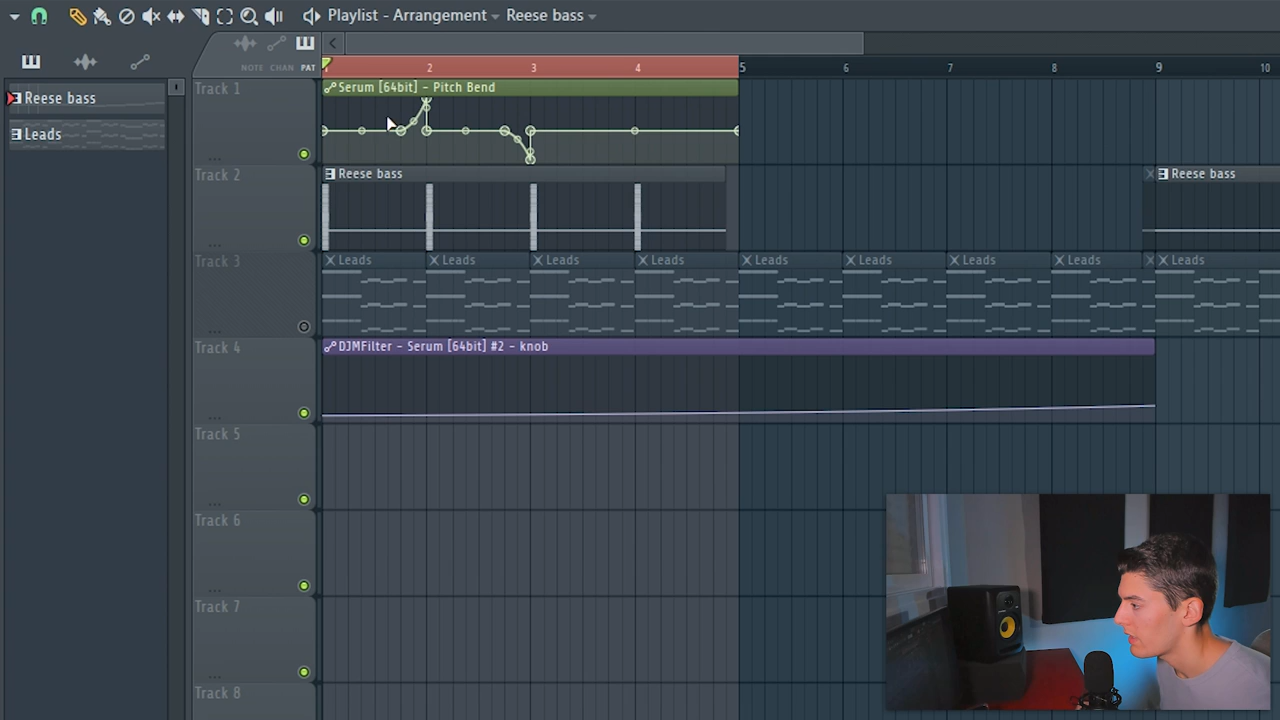 Playlist - Arrangement Reese bass
NOTE CHAN PAT
1 2 3 4 5 6 7 8 9 10
Reese bass
Leads
Track 1
Serum [64bit] - Pitch Bend
Track 2
Reese bass
Reese bass
Track 3
Leads Leads Leads Leads Leads Leads Leads Leads Leads
Track 4
DJMFilter - Serum [64bit] #2 - knob
Track 5
Track 6
Track 7
Track 8